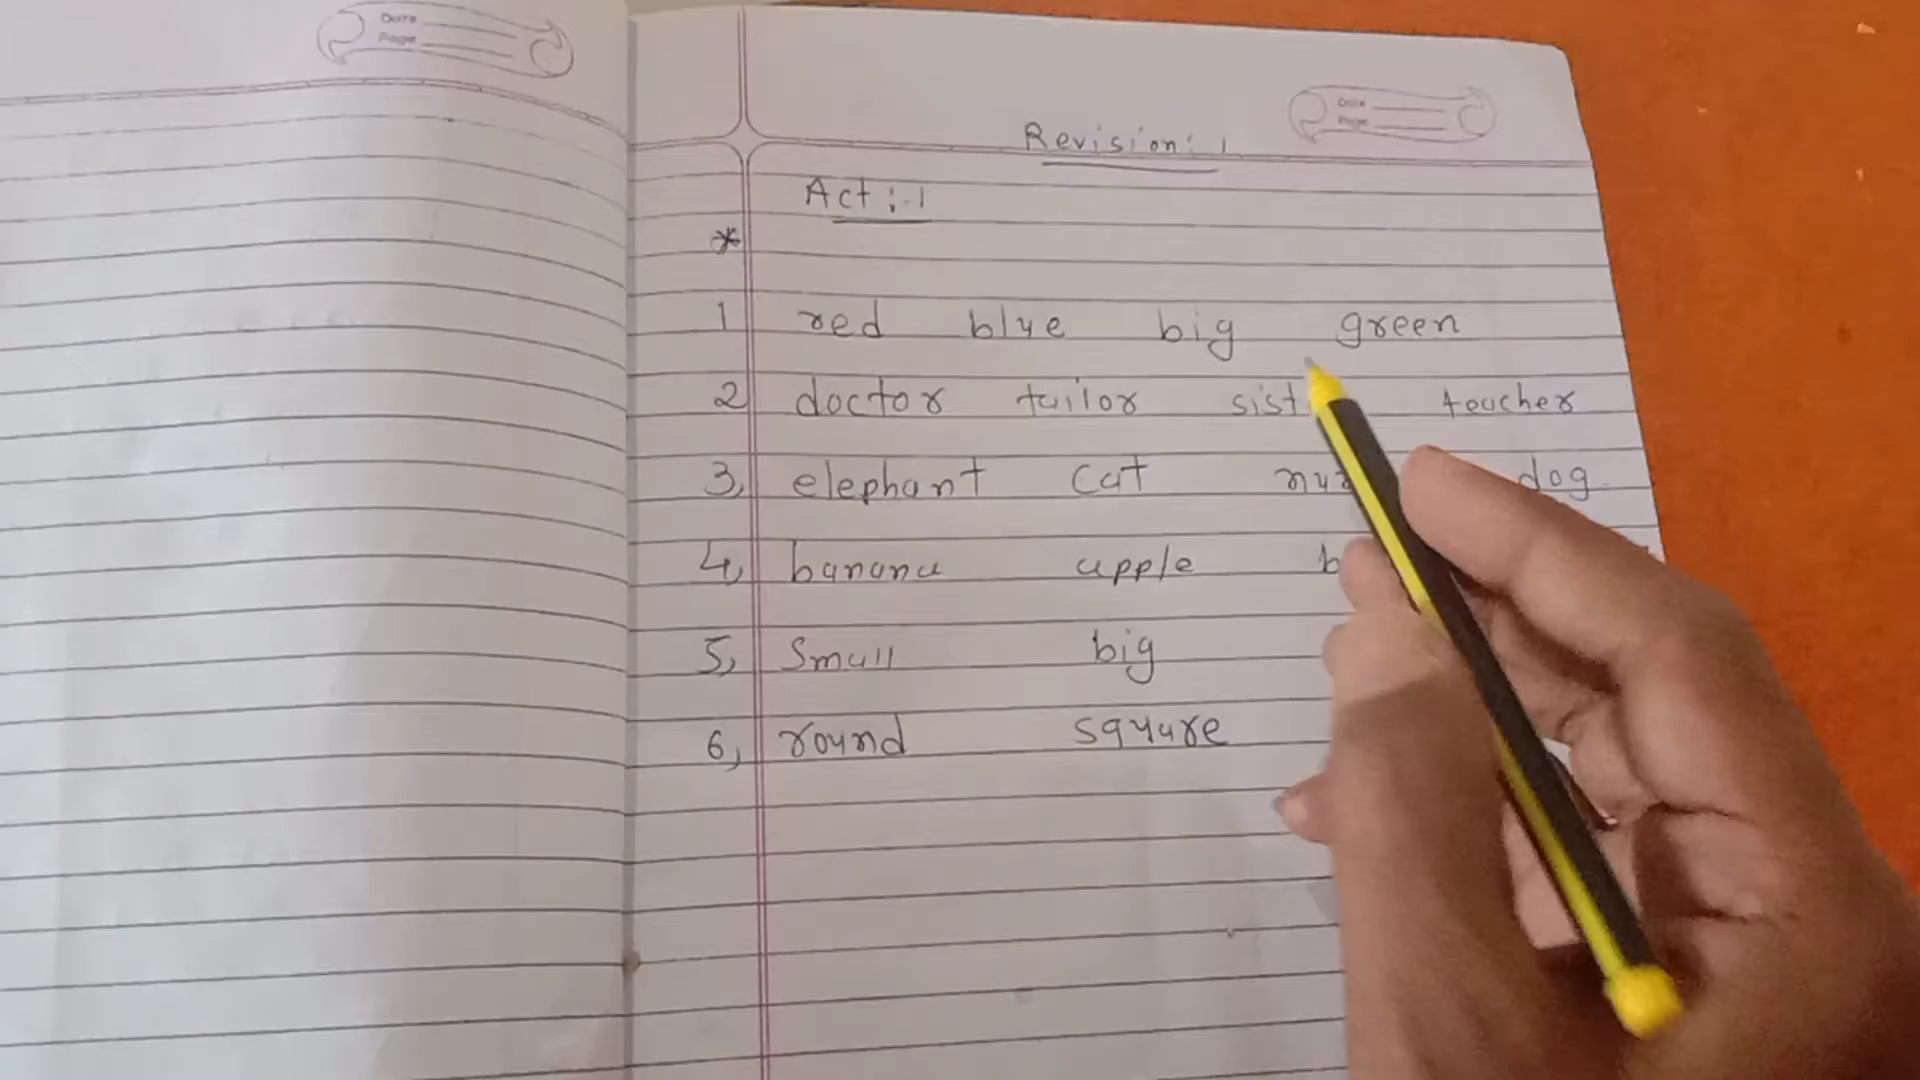 Date
Page
Date
Page
Revision: 1
Act :.1
*
1 red blue big green
2 doctor tailor teacher
3, elephant cat dog
4, banana apple
5, Small big
6, round square